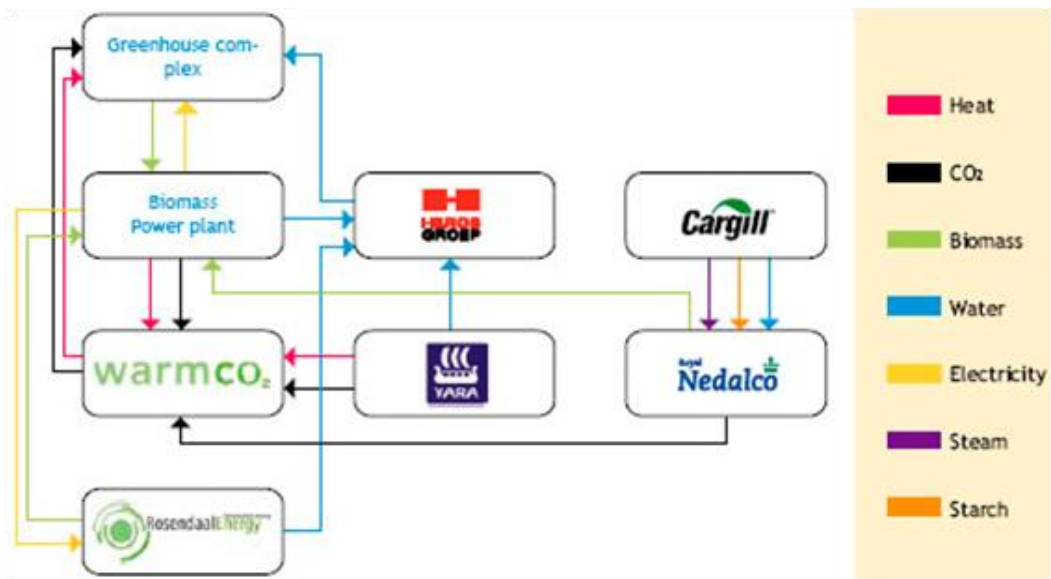 Greenhouse com-
plex
Biomass
Power plant
HEROS
GROEP
Cargill
warmco₂
YARA
Royal
Nedalco
RosendaalEnergy
Heat
CO₂
Biomass
Water
Electricity
Steam
Starch